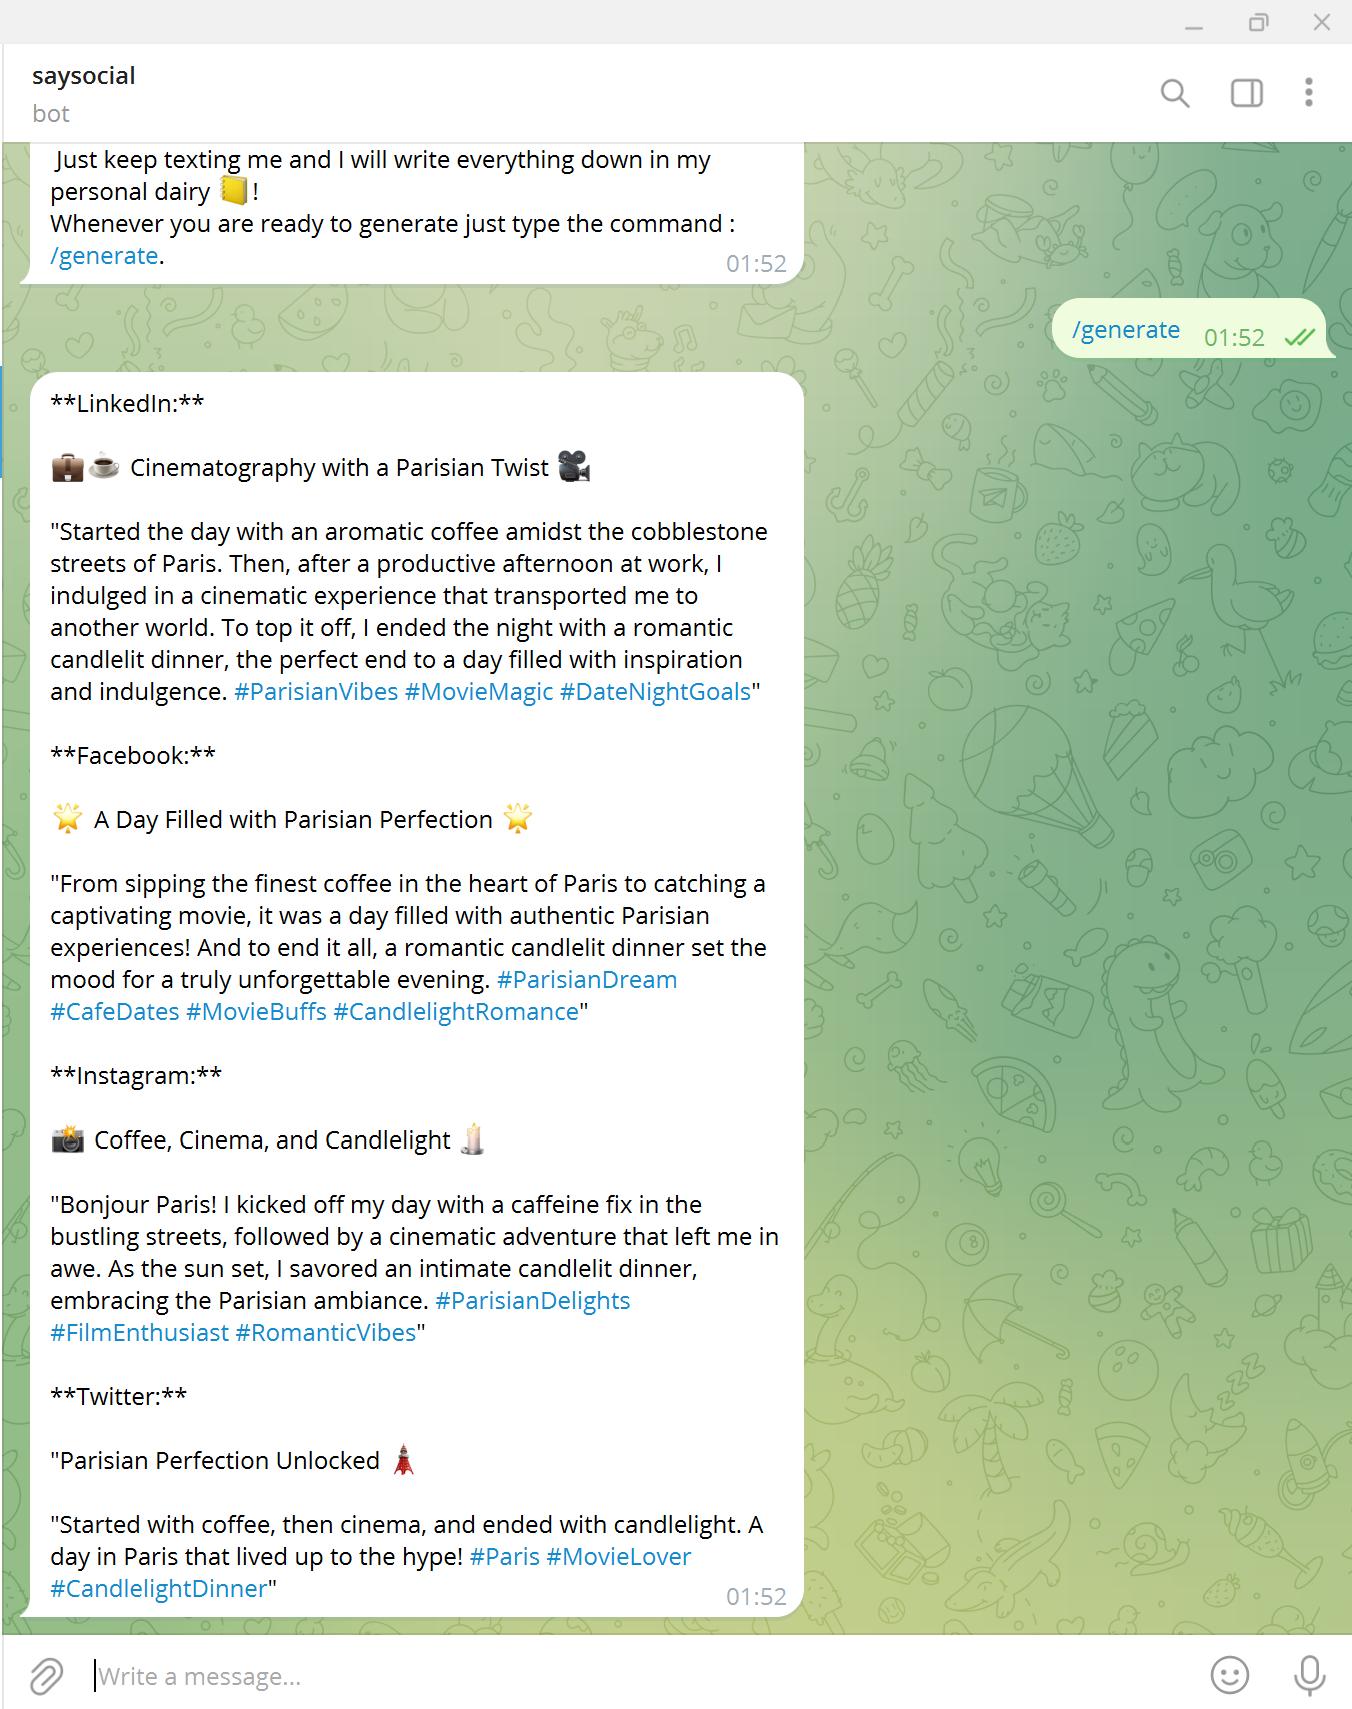 saysocial
bot
Just keep texting me and I will write everything down in my
personal dairy 📒!
Whenever you are ready to generate just type the command :
/generate.
01:52
/generate 01:52
**LinkedIn:**
💼☕ Cinematography with a Parisian Twist 🎥
"Started the day with an aromatic coffee amidst the cobblestone
streets of Paris. Then, after a productive afternoon at work, I
indulged in a cinematic experience that transported me to
another world. To top it off, I ended the night with a romantic
candlelit dinner, the perfect end to a day filled with inspiration
and indulgence. #ParisianVibes #MovieMagic #DateNightGoals"
**Facebook:**
🌟 A Day Filled with Parisian Perfection 🌟
"From sipping the finest coffee in the heart of Paris to catching a
captivating movie, it was a day filled with authentic Parisian
experiences! And to end it all, a romantic candlelit dinner set the
mood for a truly unforgettable evening. #ParisianDream
#CafeDates #MovieBuffs #CandlelightRomance"
**Instagram:**
📸 Coffee, Cinema, and Candlelight 🕯️
"Bonjour Paris! I kicked off my day with a caffeine fix in the
bustling streets, followed by a cinematic adventure that left me in
awe. As the sun set, I savored an intimate candlelit dinner,
embracing the Parisian ambiance. #ParisianDelights
#FilmEnthusiast #RomanticVibes"
**Twitter:**
"Parisian Perfection Unlocked 🗼
"Started with coffee, then cinema, and ended with candlelight. A
day in Paris that lived up to the hype! #Paris #MovieLover
#CandlelightDinner"
01:52
Write a message...